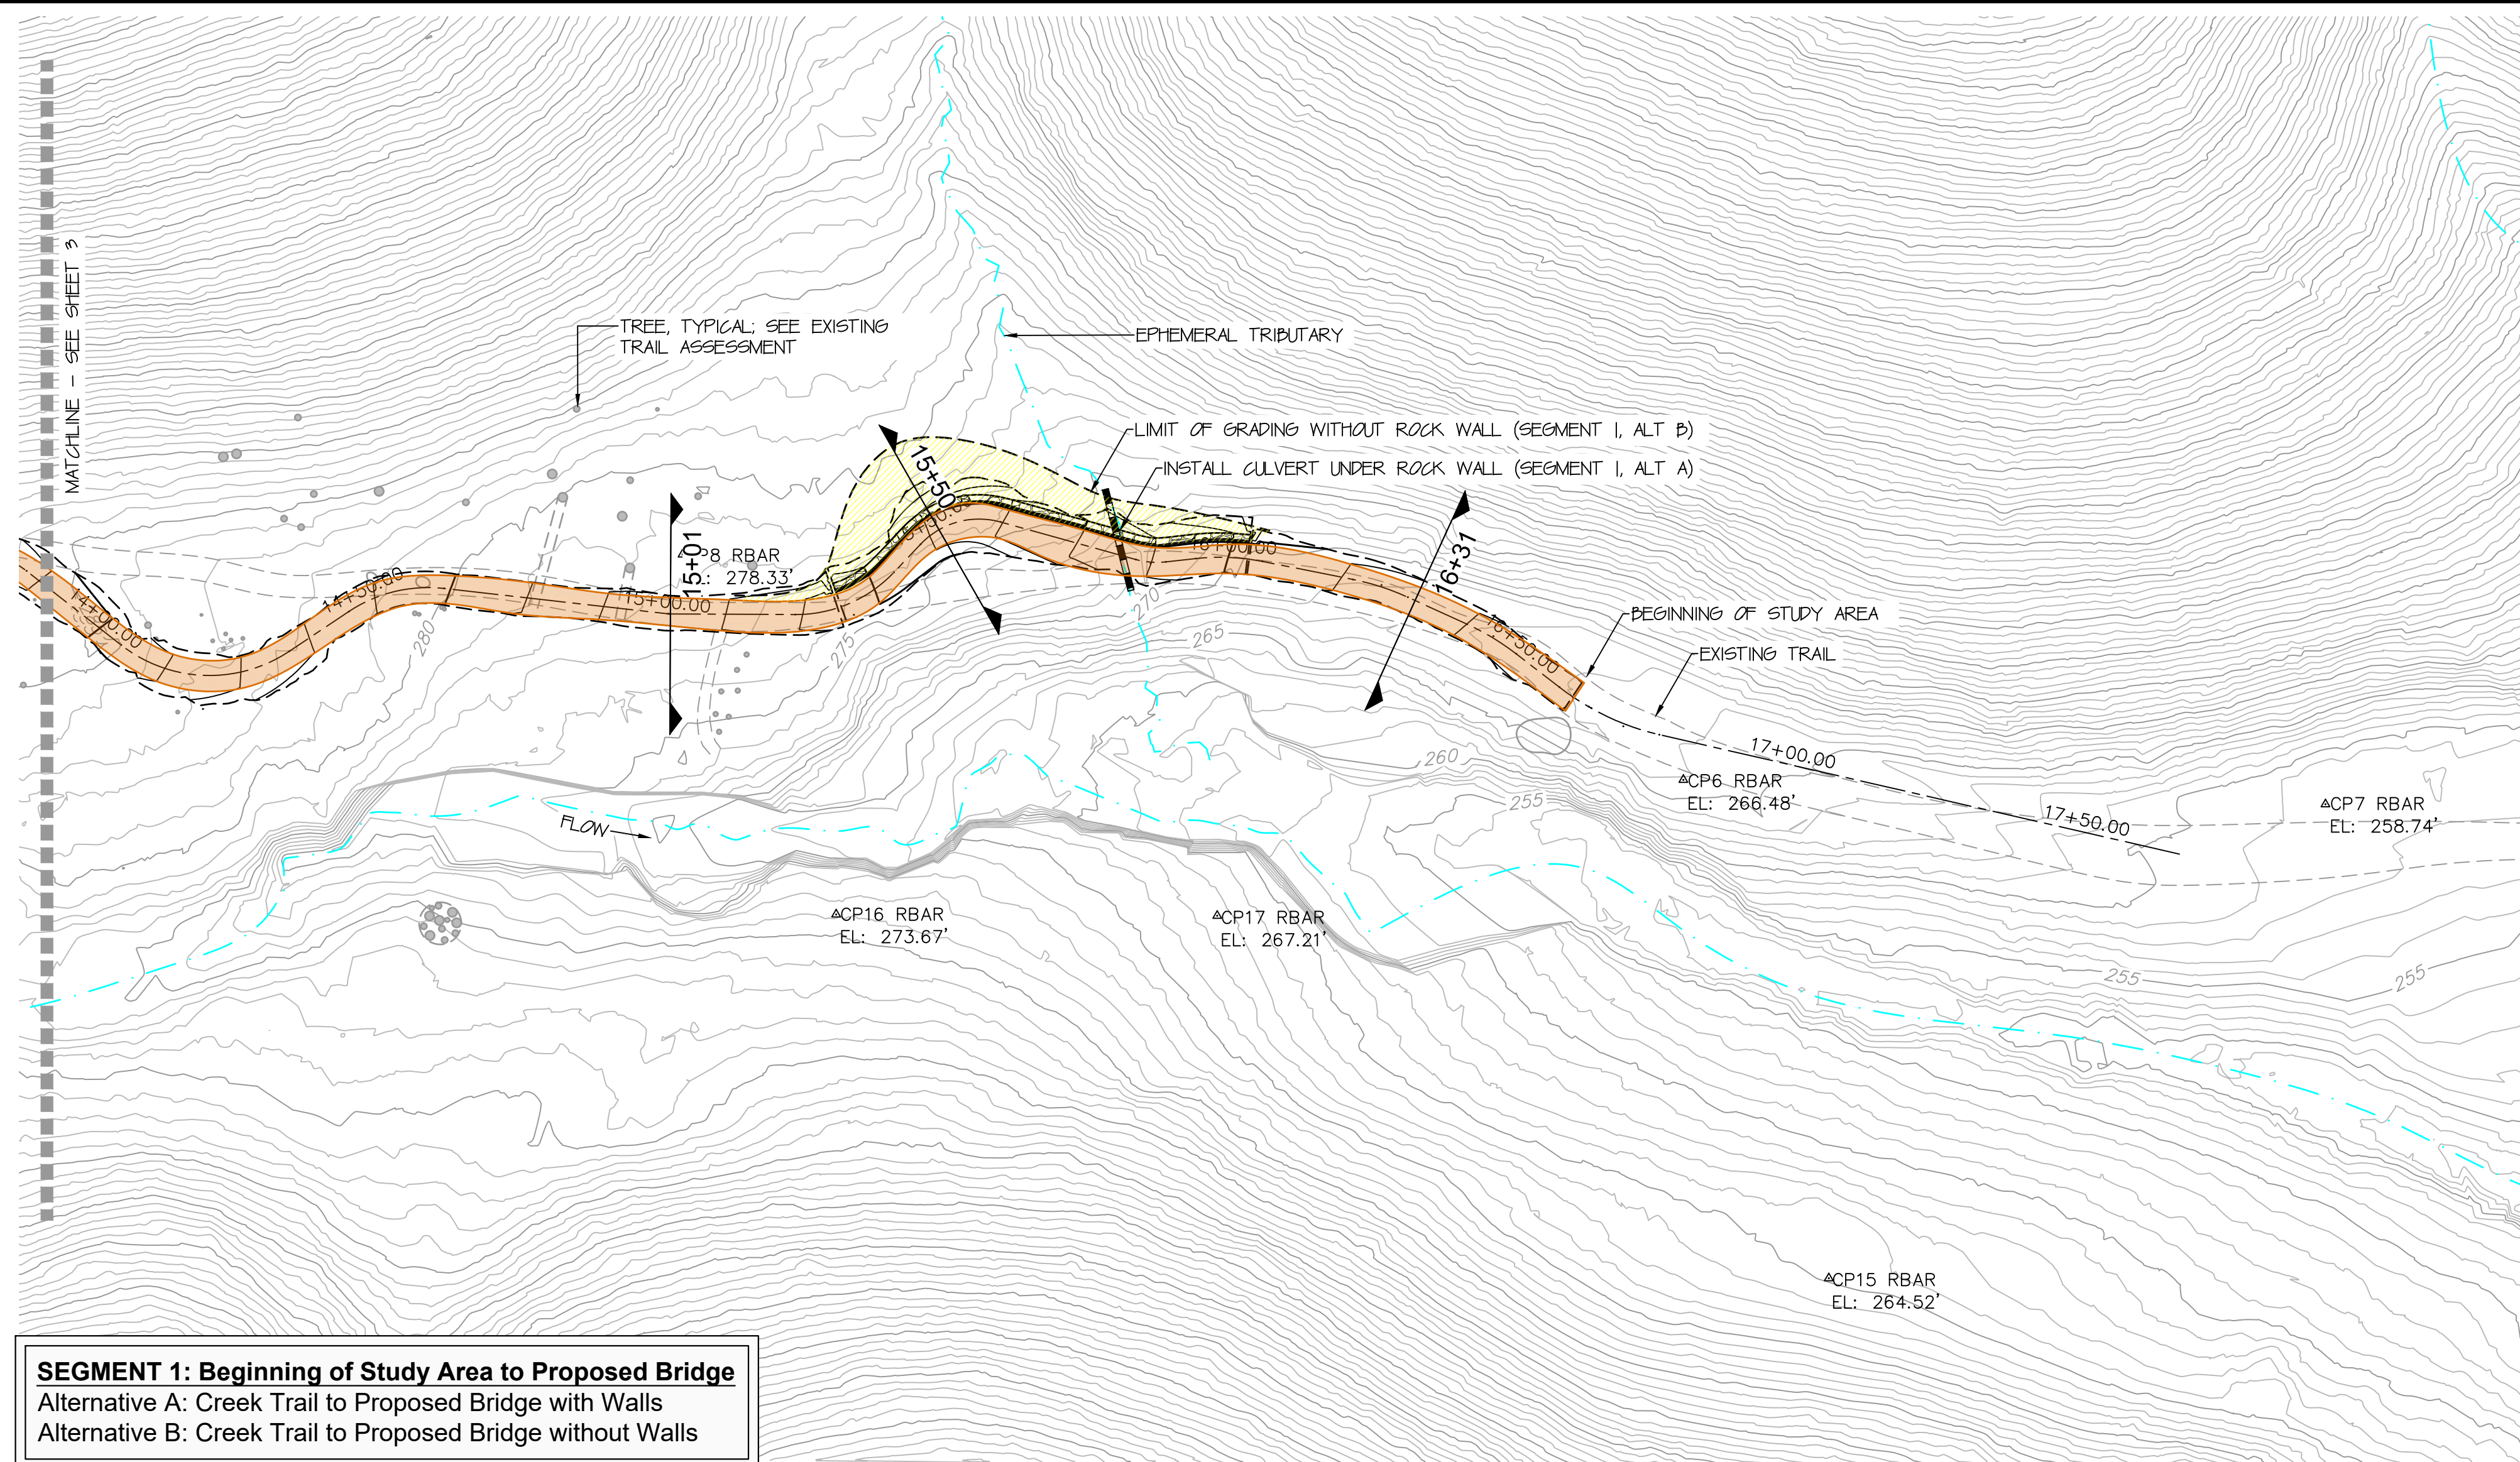 MATCHLINE - SEE SHEET 3
TREE, TYPICAL; SEE EXISTING
TRAIL ASSESSMENT
EPHEMERAL TRIBUTARY
LIMIT OF GRADING WITHOUT ROCK WALL (SEGMENT 1, ALT B)
INSTALL CULVERT UNDER ROCK WALL (SEGMENT 1, ALT A)
15+50
15+01
16+31
RBAR
278.33'
14+00.00
14+50.00
15+00.00
16+50.00
BEGINNING OF STUDY AREA
EXISTING TRAIL
280
275
270
265
260
255
17+00.00
17+50.00
CP6 RBAR
EL: 266.48'
CP7 RBAR
EL: 258.74'
FLOW
CP16 RBAR
EL: 273.67'
CP17 RBAR
EL: 267.21'
255
255
CP15 RBAR
EL: 264.52'
SEGMENT 1: Beginning of Study Area to Proposed Bridge
Alternative A: Creek Trail to Proposed Bridge with Walls
Alternative B: Creek Trail to Proposed Bridge without Walls